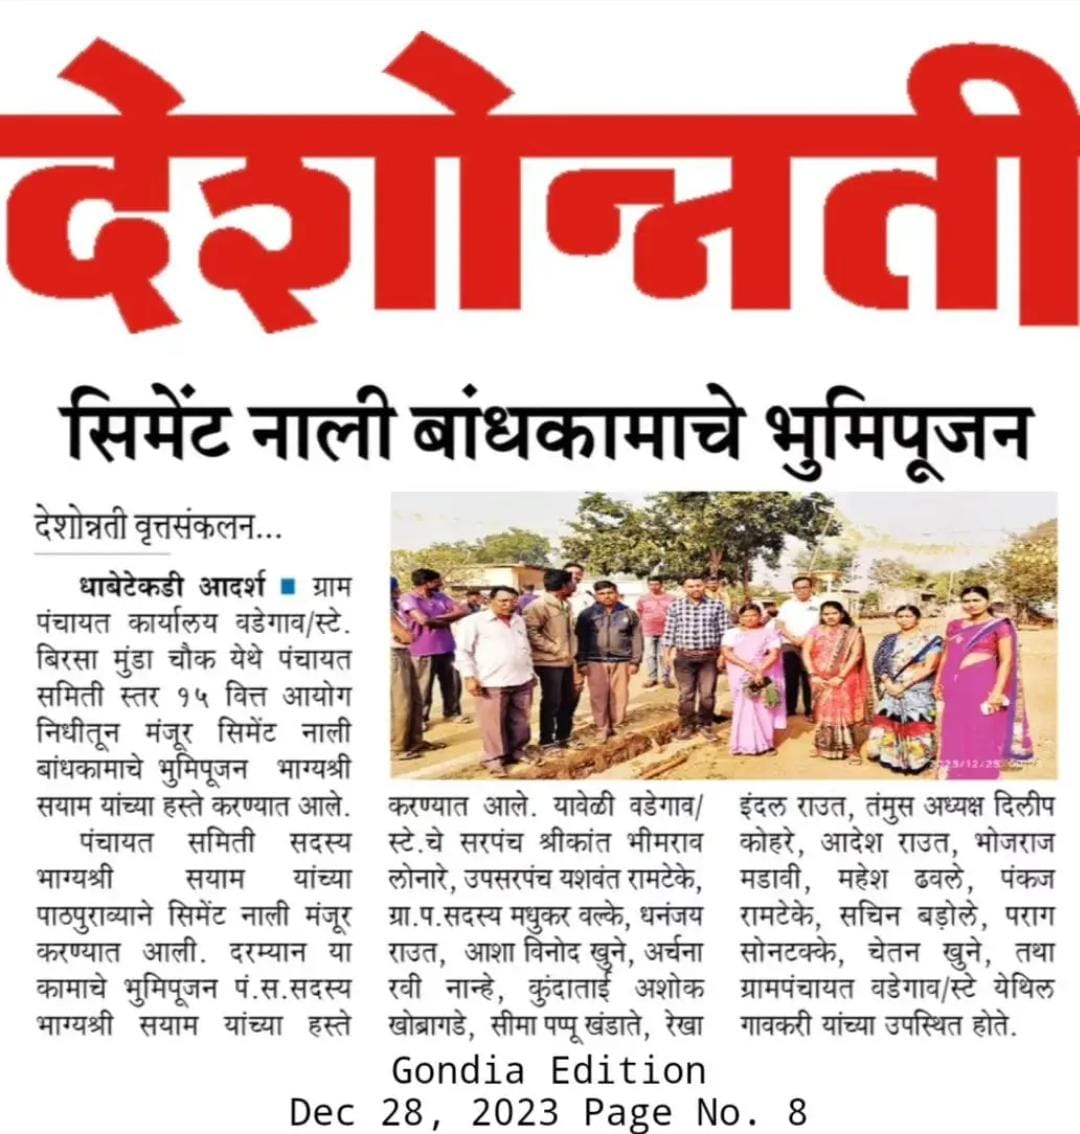 देशोन्नती
सिमेंट नाली बांधकामाचे भुमिपूजन
देशोन्नती वृत्तसंकलन...
धाबेटेकडी आदर्श ■ ग्राम
पंचायत कार्यालय वडेगाव/स्टे.
बिरसा मुंडा चौक येथे पंचायत
समिती स्तर १५ वित्त आयोग
निधीतून मंजूर सिमेंट नाली
बांधकामाचे भुमिपूजन भाग्यश्री
सयाम यांच्या हस्ते करण्यात आले.
पंचायत समिती सदस्य
भाग्यश्री सयाम यांच्या
पाठपुराव्याने सिमेंट नाली मंजूर
करण्यात आली. दरम्यान या
कामाचे भुमिपूजन पं.स.सदस्य
भाग्यश्री सयाम यांच्या हस्ते
करण्यात आले. यावेळी वडेगाव/
स्टे.चे सरपंच श्रीकांत भीमराव
लोनारे, उपसरपंच यशवंत रामटेके,
ग्रा.प.सदस्य मधुकर वल्के, धनंजय
राउत, आशा विनोद खुने, अर्चना
रवी नान्हे, कुंदाताई अशोक
खोब्रागडे, सीमा पप्पू खंडाते, रेखा
इंदल राउत, तंमुस अध्यक्ष दिलीप
कोहरे, आदेश राउत, भोजराज
मडावी, महेश ढवले, पंकज
रामटेके, सचिन बड़ोले, पराग
सोनटक्के, चेतन खुने, तथा
ग्रामपंचायत वडेगाव/स्टे येथिल
गावकरी यांच्या उपस्थित होते.
Gondia Edition
Dec 28, 2023 Page No. 8